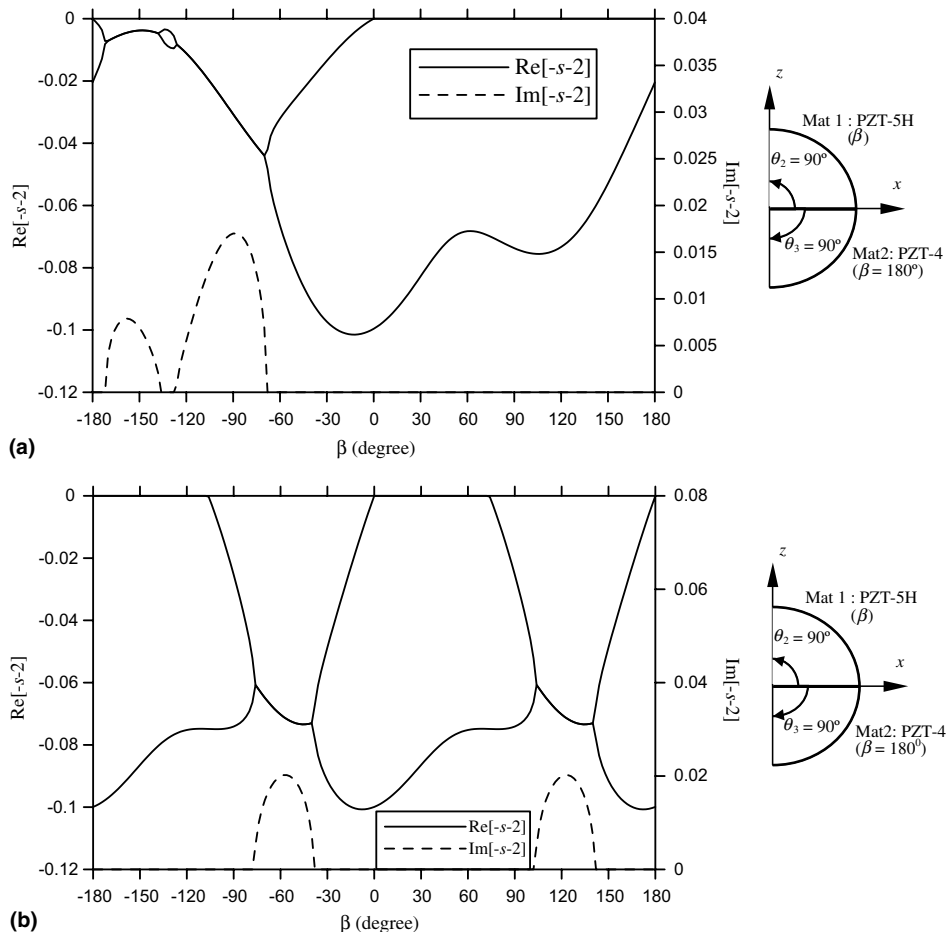 0
-0.02
-0.04
-0.06
-0.08
-0.1
-0.12
Re[-s-2]
-180 -150 -120 -90 -60 -30 0 30 60 90 120 150 180
β (degree)
0.04
0.035
0.03
0.025
0.02
0.015
0.01
0.005
0
Im[-s-2]
Re[-s-2]
Im[-s-2]
(a)
z
Mat 1 : PZT-5H
(β)
θ2 = 90º
x
θ3 = 90º
Mat2: PZT-4
(β = 180º)
0
-0.02
-0.04
-0.06
-0.08
-0.1
-0.12
Re[-s-2]
-180 -150 -120 -90 -60 -30 0 30 60 90 120 150 180
β (degree)
0.08
0.06
0.04
0.02
0
Im[-s-2]
Re[-s-2]
Im[-s-2]
(b)
z
Mat 1 : PZT-5H
(β)
θ2 = 90º
x
θ3 = 90º
Mat2: PZT-4
(β = 180⁰)